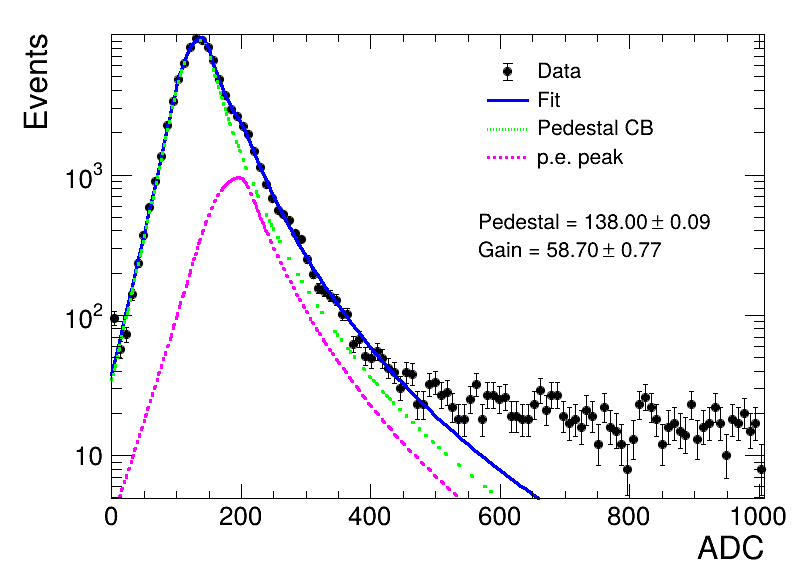 Events
Data
Fit
Pedestal CB
p.e. peak
Pedestal = 138.00 ± 0.09
Gain = 58.70 ± 0.77
10³
10²
10
0 200 400 600 800 1000
ADC